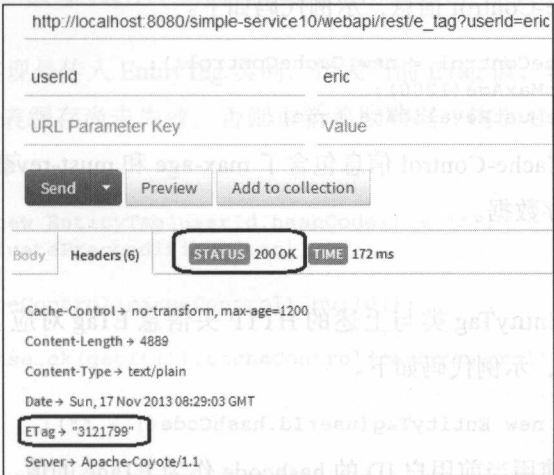 http://localhost:8080/simple-service10/webapi/rest/e_tag?userId=eric
userId eric
URL Parameter Key Value
Send Preview Add to collection
Body Headers (6) STATUS 200 OK TIME 172 ms
Cache-Control → no-transform, max-age=1200
Content-Length → 4889
Content-Type → text/plain
Date → Sun, 17 Nov 2013 08:29:03 GMT
ETag → "3121799"
Server → Apache-Coyote/1.1